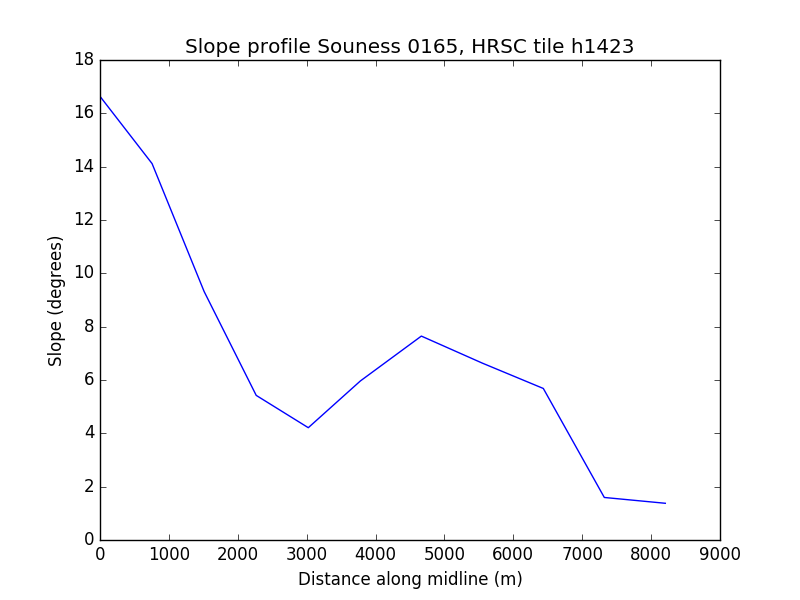 Slope profile Souness 0165, HRSC tile h1423
18
16
14
12
10
8
6
4
2
0
Slope (degrees)
0 1000 2000 3000 4000 5000 6000 7000 8000 9000
Distance along midline (m)